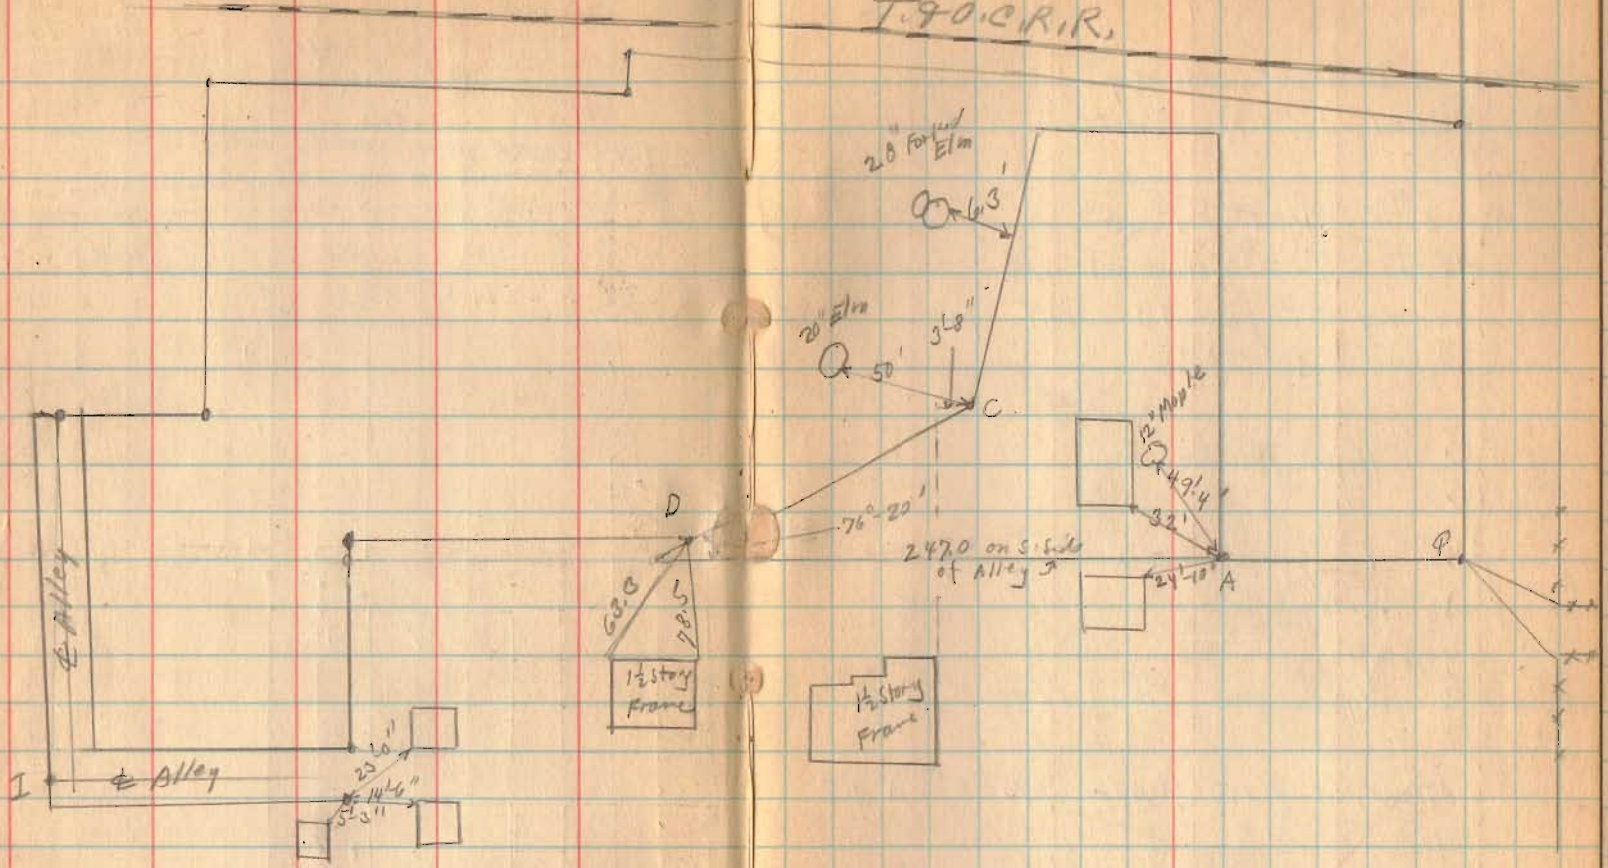 T. & O. C. R. R.
28" Forked
Elm
6.3'
20" Elm
50'
3'-8"
C
12" Maple
49'-4"
32'
D
76°-20'
247.0 on S. Side
of Alley
24'-10"
A
P
63.3
78.5
℄ Alley
1½ Story
Frame
1½ Story
Frame
I
℄ Alley
14'-6"
5'-3"